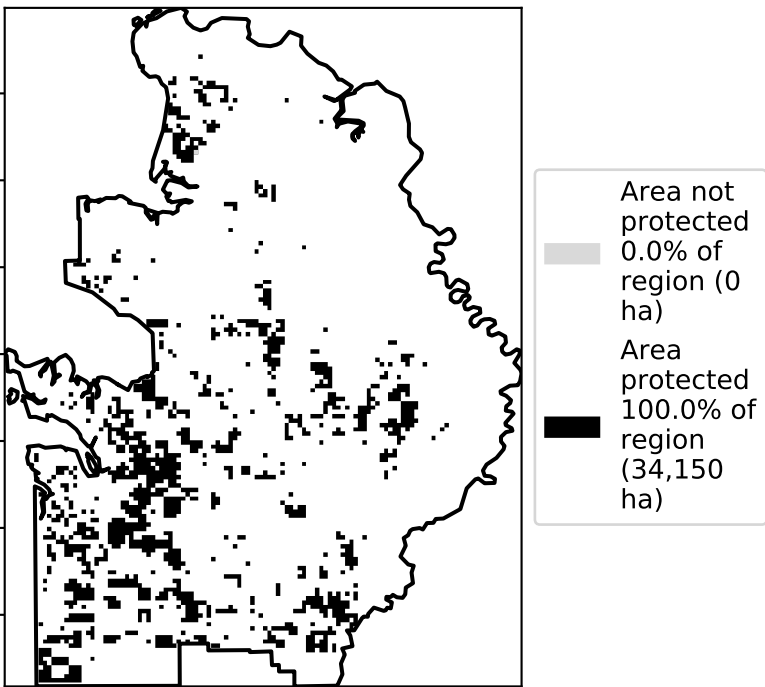 Area not
protected
0.0% of
region (0
ha)
Area
protected
100.0% of
region
(34,150
ha)